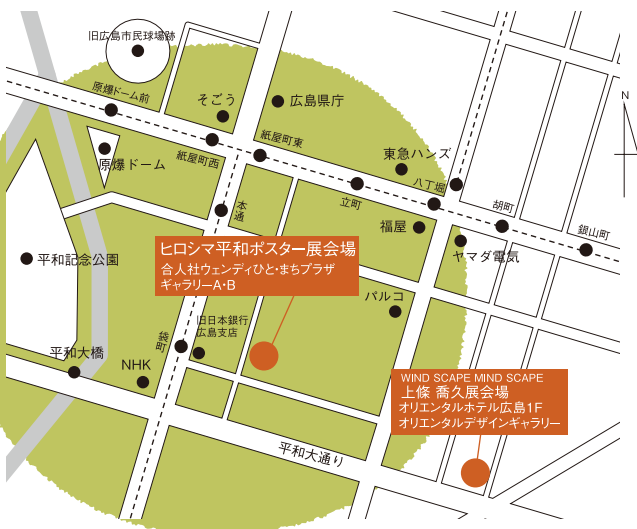 旧広島市民球場跡
原爆ドーム前
そごう
広島県庁
N
原爆ドーム
紙屋町西
紙屋町東
東急ハンズ
八丁堀
胡町
銀山町
立町
本通
福屋
ヤマダ電気
平和記念公園
ヒロシマ平和ポスター展会場
合人社ウェンディひと・まちプラザ
ギャラリーA・B
パルコ
旧日本銀行
広島支店
袋町
平和大橋
NHK
WIND SCAPE MIND SCAPE
上條 喬久展会場
オリエンタルホテル広島1F
オリエンタルデザインギャラリー
平和大通り